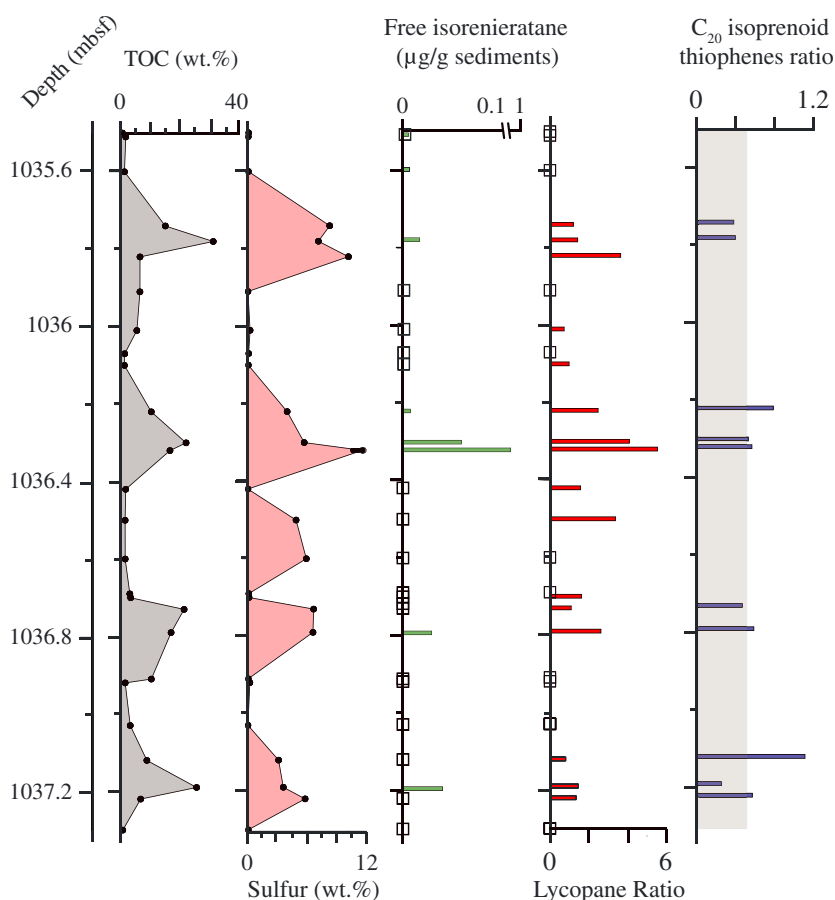 Depth (mbsf)
TOC (wt.%)
Free isorenieratane
(µg/g sediments)
C20 isoprenoid
thiophenes ratio
0 40
0 0.1 1
0 1.2
1035.6
1036
1036.4
1036.8
1037.2
0 12
Sulfur (wt.%)
0 6
Lycopane Ratio